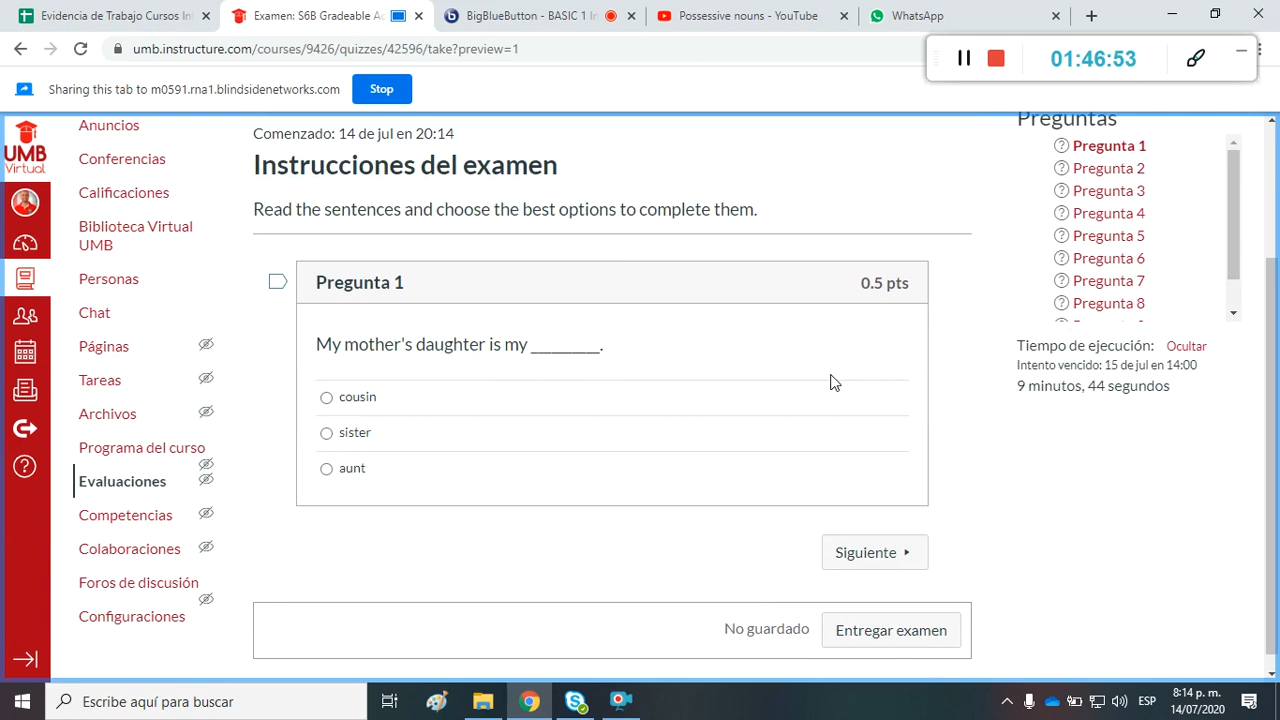 Evidencia de Trabajo Cursos Ini
Examen: S6B Gradeable Ac
BigBlueButton - BASIC 1 In
Possessive nouns - YouTube
WhatsApp
umb.instructure.com/courses/9426/quizzes/42596/take?preview=1
01:46:53
Sharing this tab to m0591.rna1.blindsidenetworks.com
Stop
UMB
Virtual
Anuncios
Conferencias
Calificaciones
Biblioteca Virtual
UMB
Personas
Chat
Páginas
Tareas
Archivos
Programa del curso
Evaluaciones
Competencias
Colaboraciones
Foros de discusión
Configuraciones
Comenzado: 14 de jul en 20:14
Instrucciones del examen
Read the sentences and choose the best options to complete them.
Pregunta 1
0.5 pts
My mother's daughter is my _________.
cousin
sister
aunt
Siguiente
No guardado
Entregar examen
Preguntas
Pregunta 1
Pregunta 2
Pregunta 3
Pregunta 4
Pregunta 5
Pregunta 6
Pregunta 7
Pregunta 8
Tiempo de ejecución: Ocultar
Intento vencido: 15 de jul en 14:00
9 minutos, 44 segundos
Escribe aquí para buscar
ESP
8:14 p. m.
14/07/2020